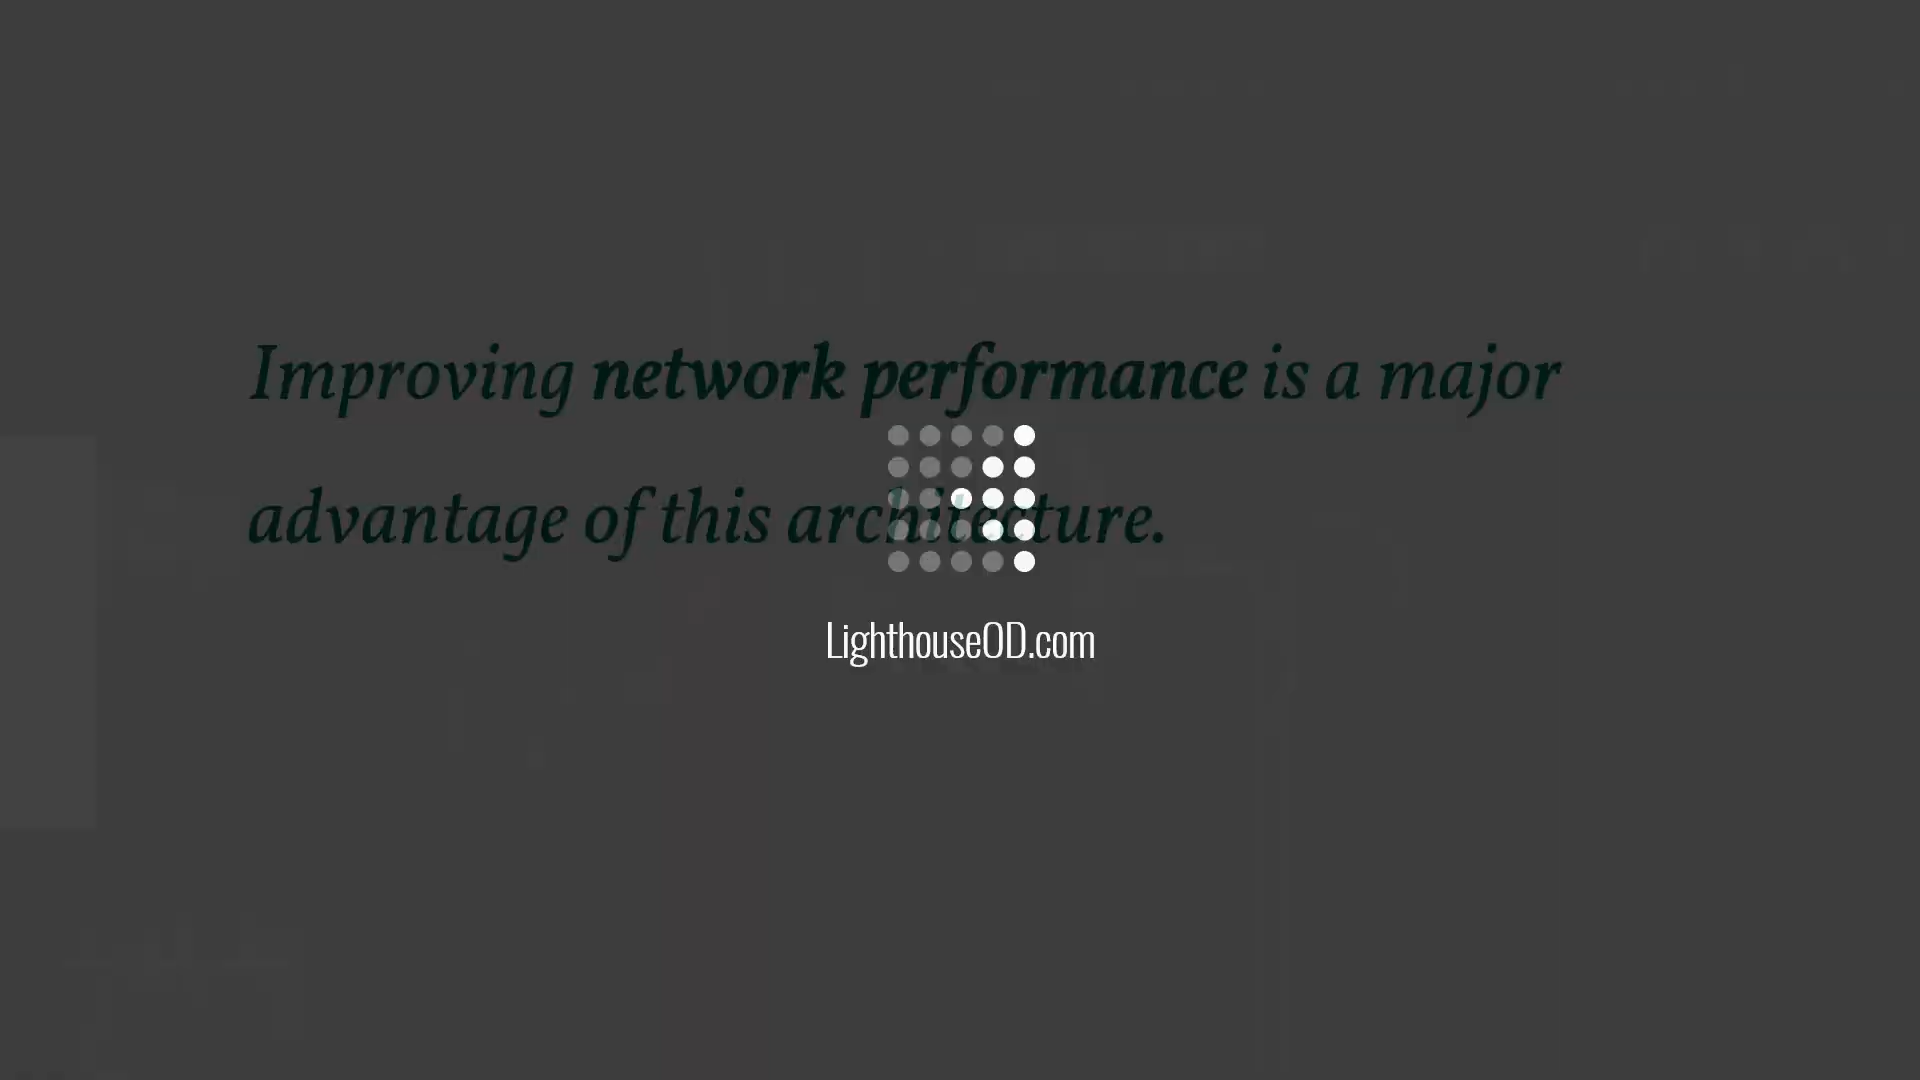 Improving network performance is a major
advantage of this architecture.
LighthouseOD.com